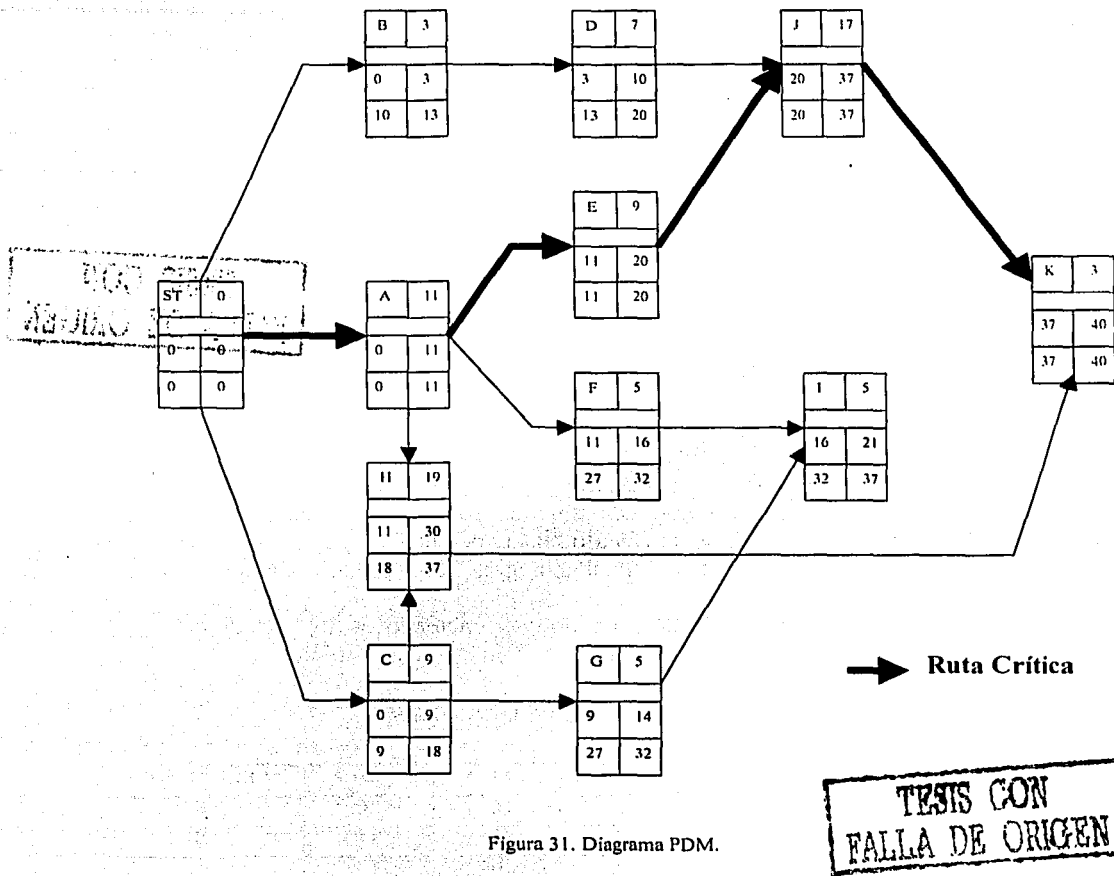 B 3
0 3
10 13
D 7
3 10
13 20
J 17
20 37
20 37
E 9
11 20
11 20
K 3
37 40
37 40
ST 0
0 0
0 0
A 11
0 11
0 11
F 5
11 16
27 32
I 5
16 21
32 37
11 19
11 30
18 37
C 9
0 9
9 18
G 5
9 14
27 32
Ruta Crítica
TESIS CON
FALLA DE ORIGEN
Figura 31. Diagrama PDM.